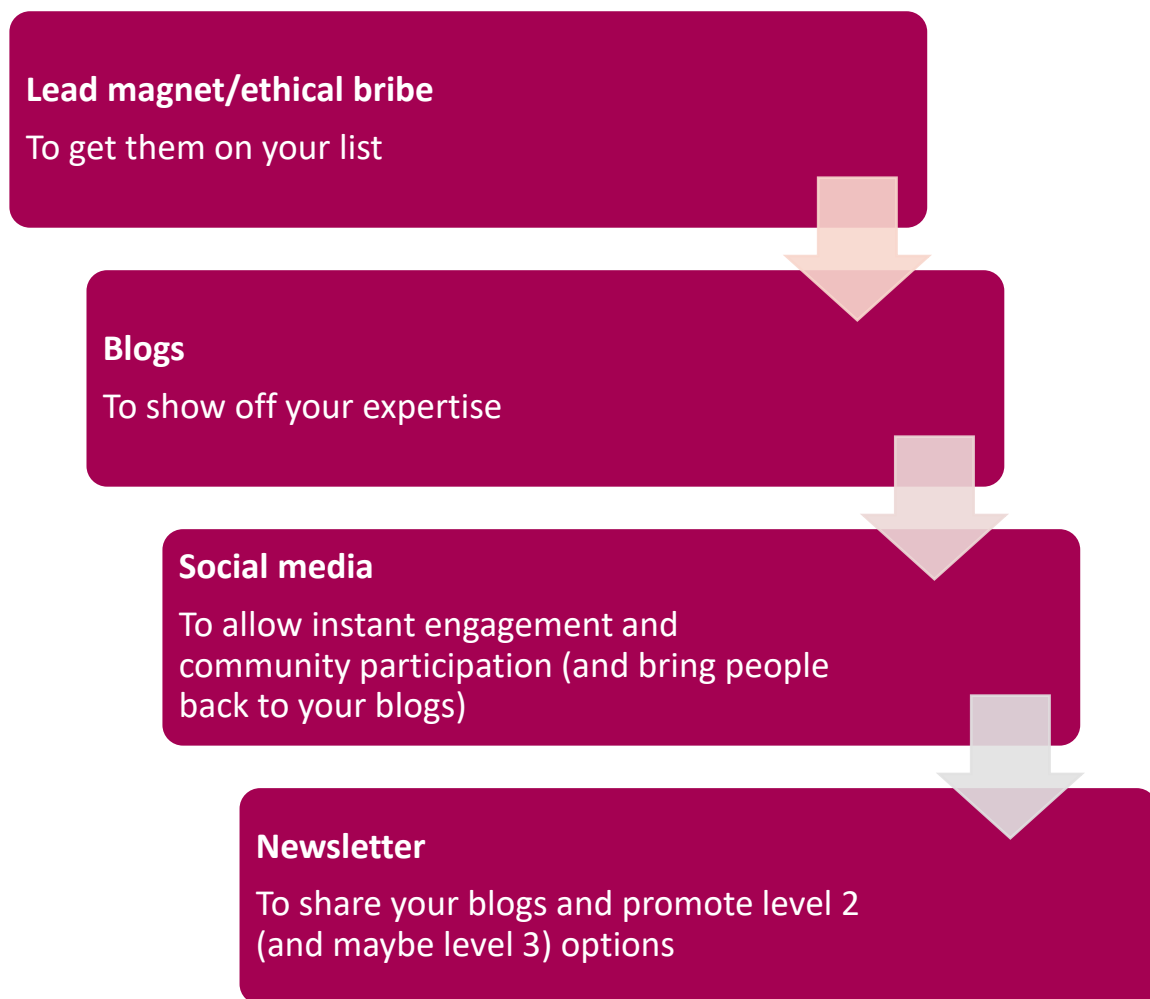 Lead magnet/ethical bribe
To get them on your list
Blogs
To show off your expertise
Social media
To allow instant engagement and
community participation (and bring people
back to your blogs)
Newsletter
To share your blogs and promote level 2
(and maybe level 3) options